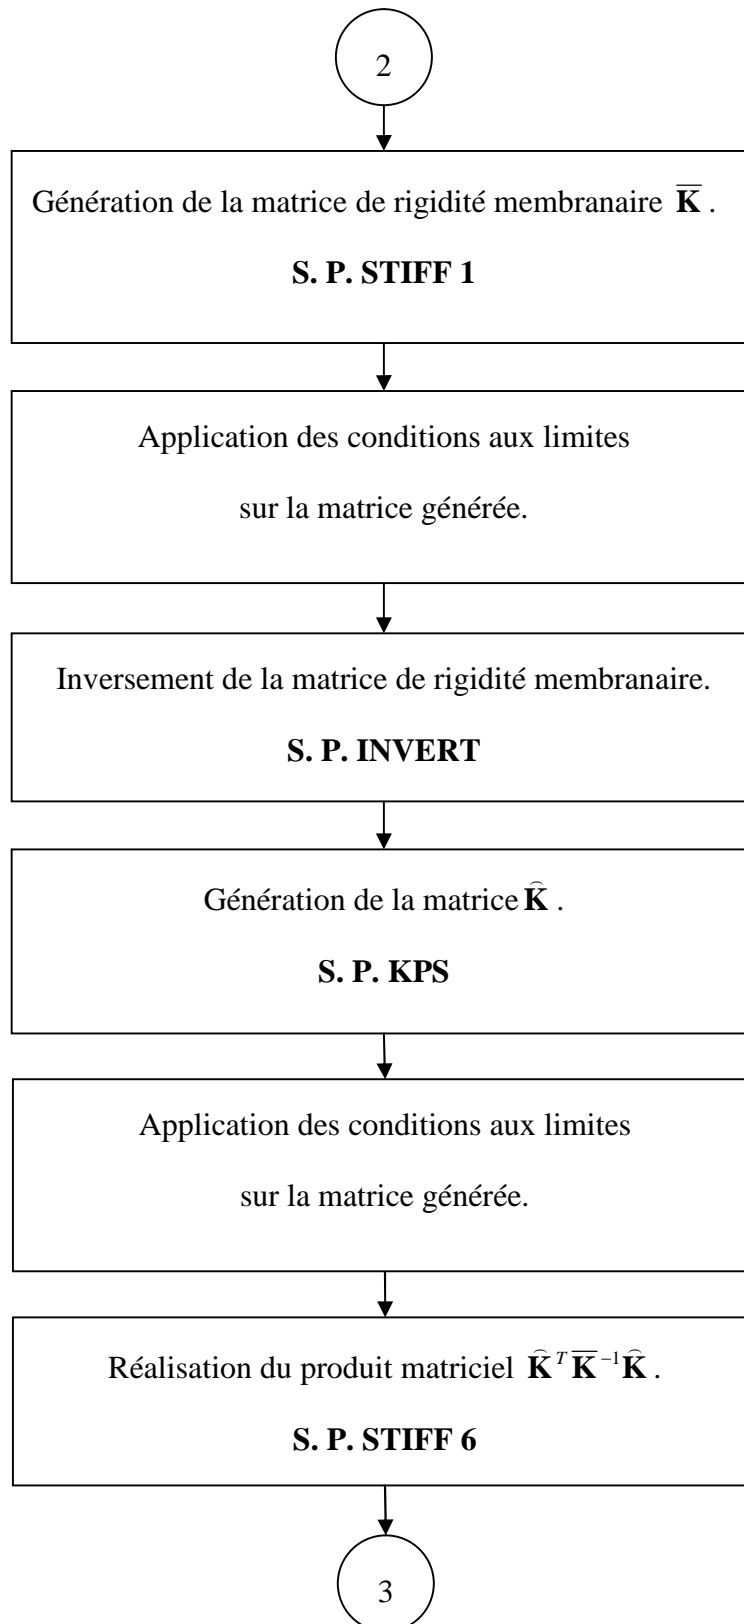 2
Génération de la matrice de rigidité membranaire K̅ .
S. P. STIFF 1
Application des conditions aux limites
sur la matrice générée.
Inversement de la matrice de rigidité membranaire.
S. P. INVERT
Génération de la matrice K̑ .
S. P. KPS
Application des conditions aux limites
sur la matrice générée.
Réalisation du produit matriciel K̑ᵀ K̅⁻¹ K̑ .
S. P. STIFF 6
3